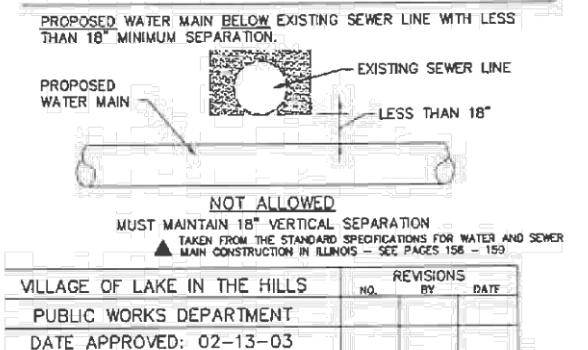 PROPOSED WATER MAIN BELOW EXISTING SEWER LINE WITH LESS
THAN 18" MINIMUM SEPARATION.
EXISTING SEWER LINE
PROPOSED
WATER MAIN
LESS THAN 18"
NOT ALLOWED
MUST MAINTAIN 18" VERTICAL SEPARATION
▲ TAKEN FROM THE STANDARD SPECIFICATIONS FOR WATER AND SEWER
MAIN CONSTRUCTION IN ILLINOIS – SEE PAGES 158 – 159
VILLAGE OF LAKE IN THE HILLS
REVISIONS
NO. BY DATE
PUBLIC WORKS DEPARTMENT
DATE APPROVED: 02-13-03